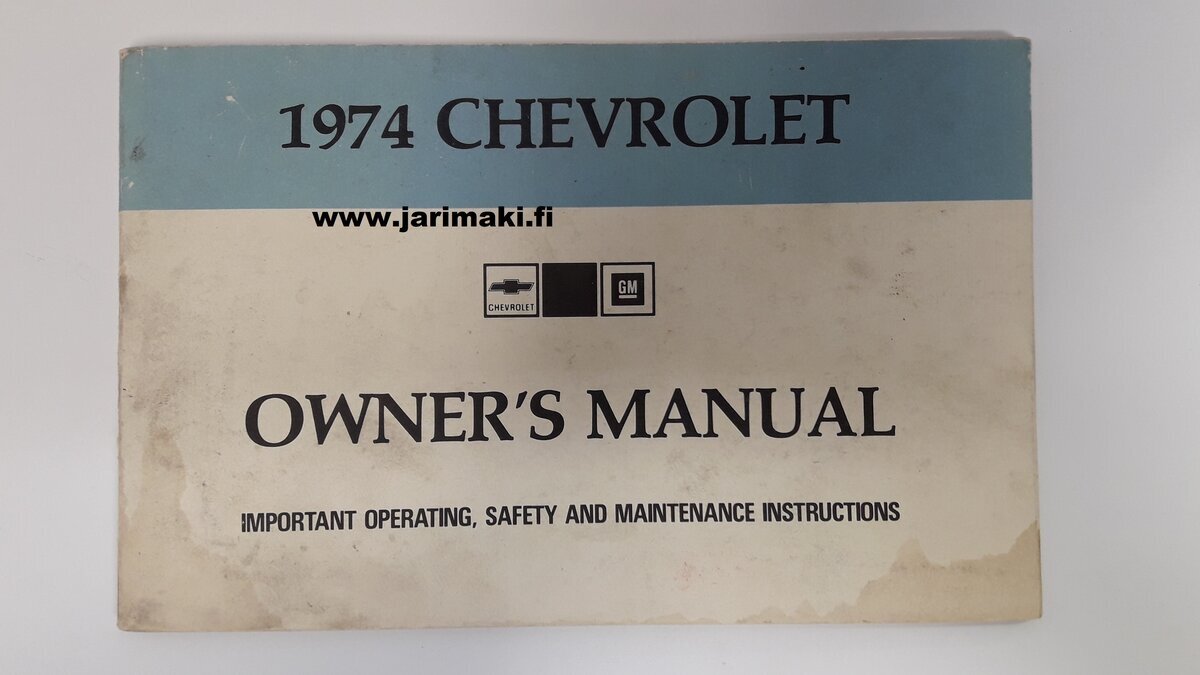 1974 CHEVROLET
www.jarimaki.fi
CHEVROLET
GM
OWNER'S MANUAL
IMPORTANT OPERATING, SAFETY AND MAINTENANCE INSTRUCTIONS